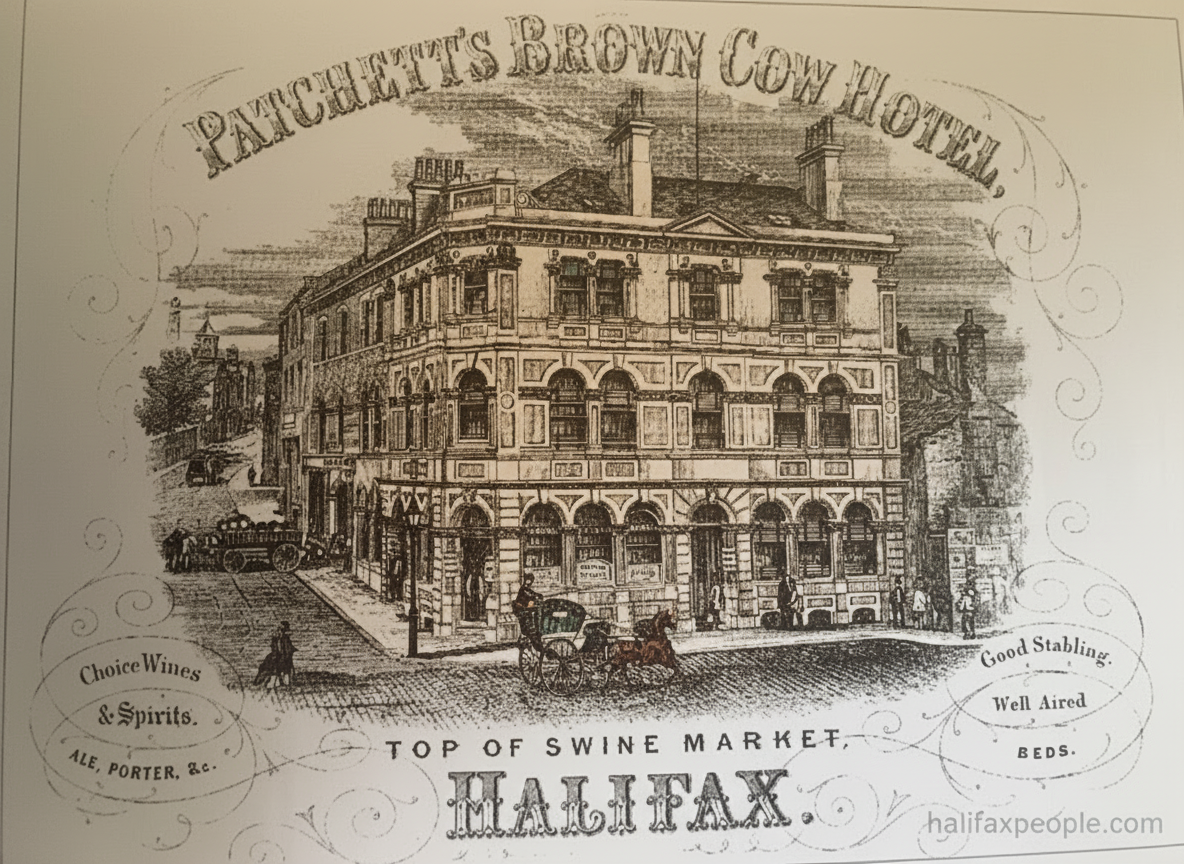 PATCHETT'S BROWN COW HOTEL,
Choice Wines
& Spirits.
ALE, PORTER, &c.
Good Stabling.
Well Aired
BEDS.
TOP OF SWINE MARKET,
HALIFAX.
halifaxpeople.com